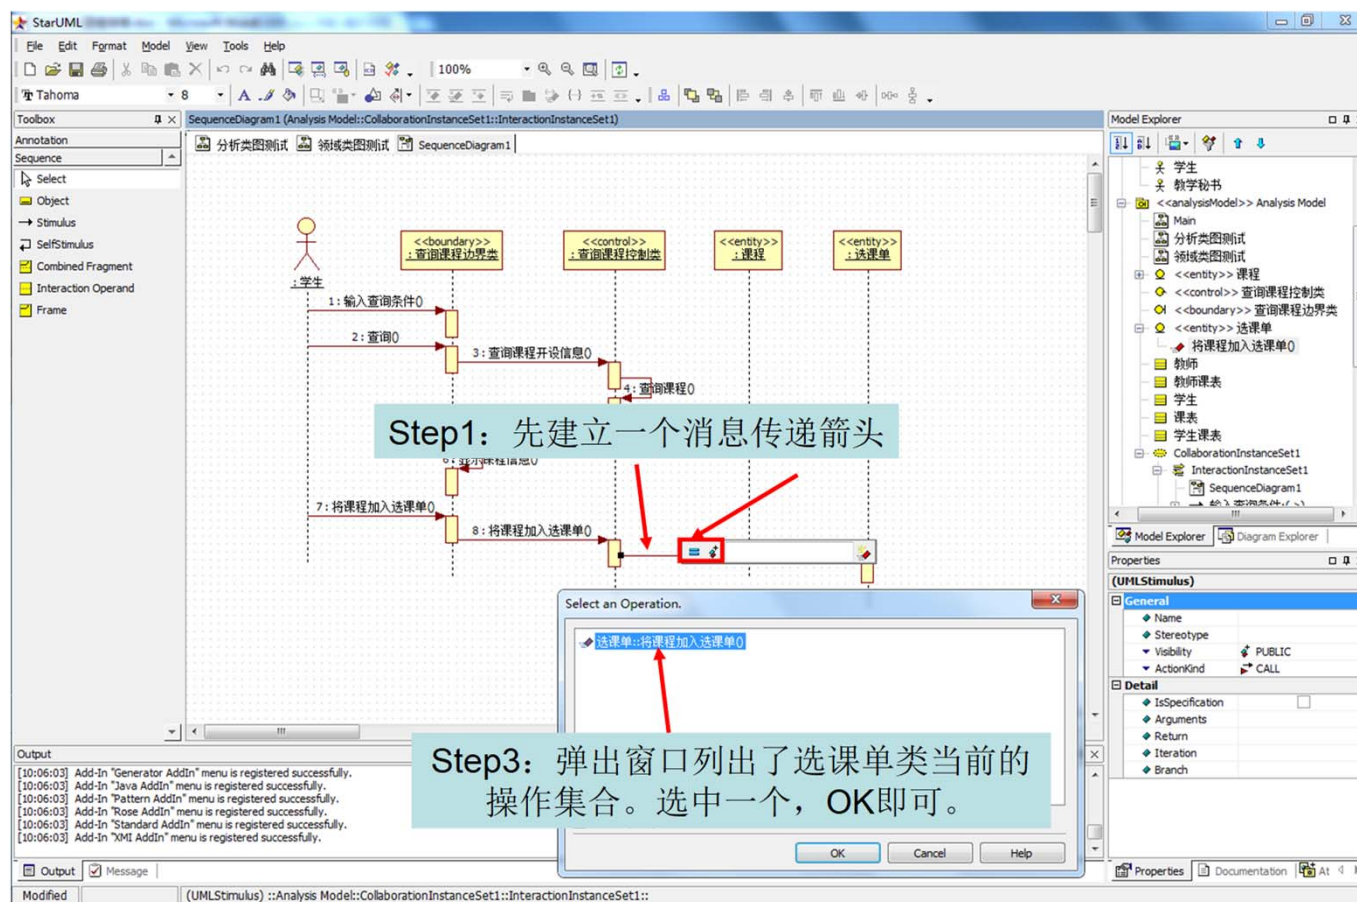 StarUML
File Edit Format Model View Tools Help
100%
Tahoma 8
Toolbox
Annotation
Sequence
Select
Object
Stimulus
SelfStimulus
Combined Fragment
Interaction Operand
Frame
SequenceDiagram1 (Analysis Model::CollaborationInstanceSet1::InteractionInstanceSet1)
分析类图测试 领域类图测试 SequenceDiagram1
: 学生
<<boundary>>
: 查询课程边界类
<<control>>
: 查询课程控制类
<<entity>>
: 课程
<<entity>>
: 选课单
1 : 输入查询条件()
2 : 查询()
3 : 查询课程开设信息()
4 : 查询课程()
Step1：先建立一个消息传递箭头
6 : 显示课程信息()
7 : 将课程加入选课单()
8 : 将课程加入选课单()
Select an Operation.
选课单::将课程加入选课单()
Step3：弹出窗口列出了选课单类当前的
操作集合。选中一个，OK即可。
OK Cancel Help
Model Explorer
学生
教学秘书
<<analysisModel>> Analysis Model
Main
分析类图测试
领域类图测试
<<entity>> 课程
<<control>> 查询课程控制类
<<boundary>> 查询课程边界类
<<entity>> 选课单
将课程加入选课单()
教师
教师课表
学生
课表
学生课表
CollaborationInstanceSet1
InteractionInstanceSet1
SequenceDiagram1
Model Explorer Diagram Explorer
Properties
(UMLStimulus)
General
Name
Stereotype
Visibility PUBLIC
ActionKind CALL
Detail
IsSpecification
Arguments
Return
Iteration
Branch
Properties Documentation At
Output
[10:06:03] Add-In "Generator AddIn" menu is registered successfully.
[10:06:03] Add-In "Java AddIn" menu is registered successfully.
[10:06:03] Add-In "Pattern AddIn" menu is registered successfully.
[10:06:03] Add-In "Rose AddIn" menu is registered successfully.
[10:06:03] Add-In "Standard AddIn" menu is registered successfully.
[10:06:03] Add-In "XMI AddIn" menu is registered successfully.
Output Message
Modified (UMLStimulus) ::Analysis Model::CollaborationInstanceSet1::InteractionInstanceSet1::